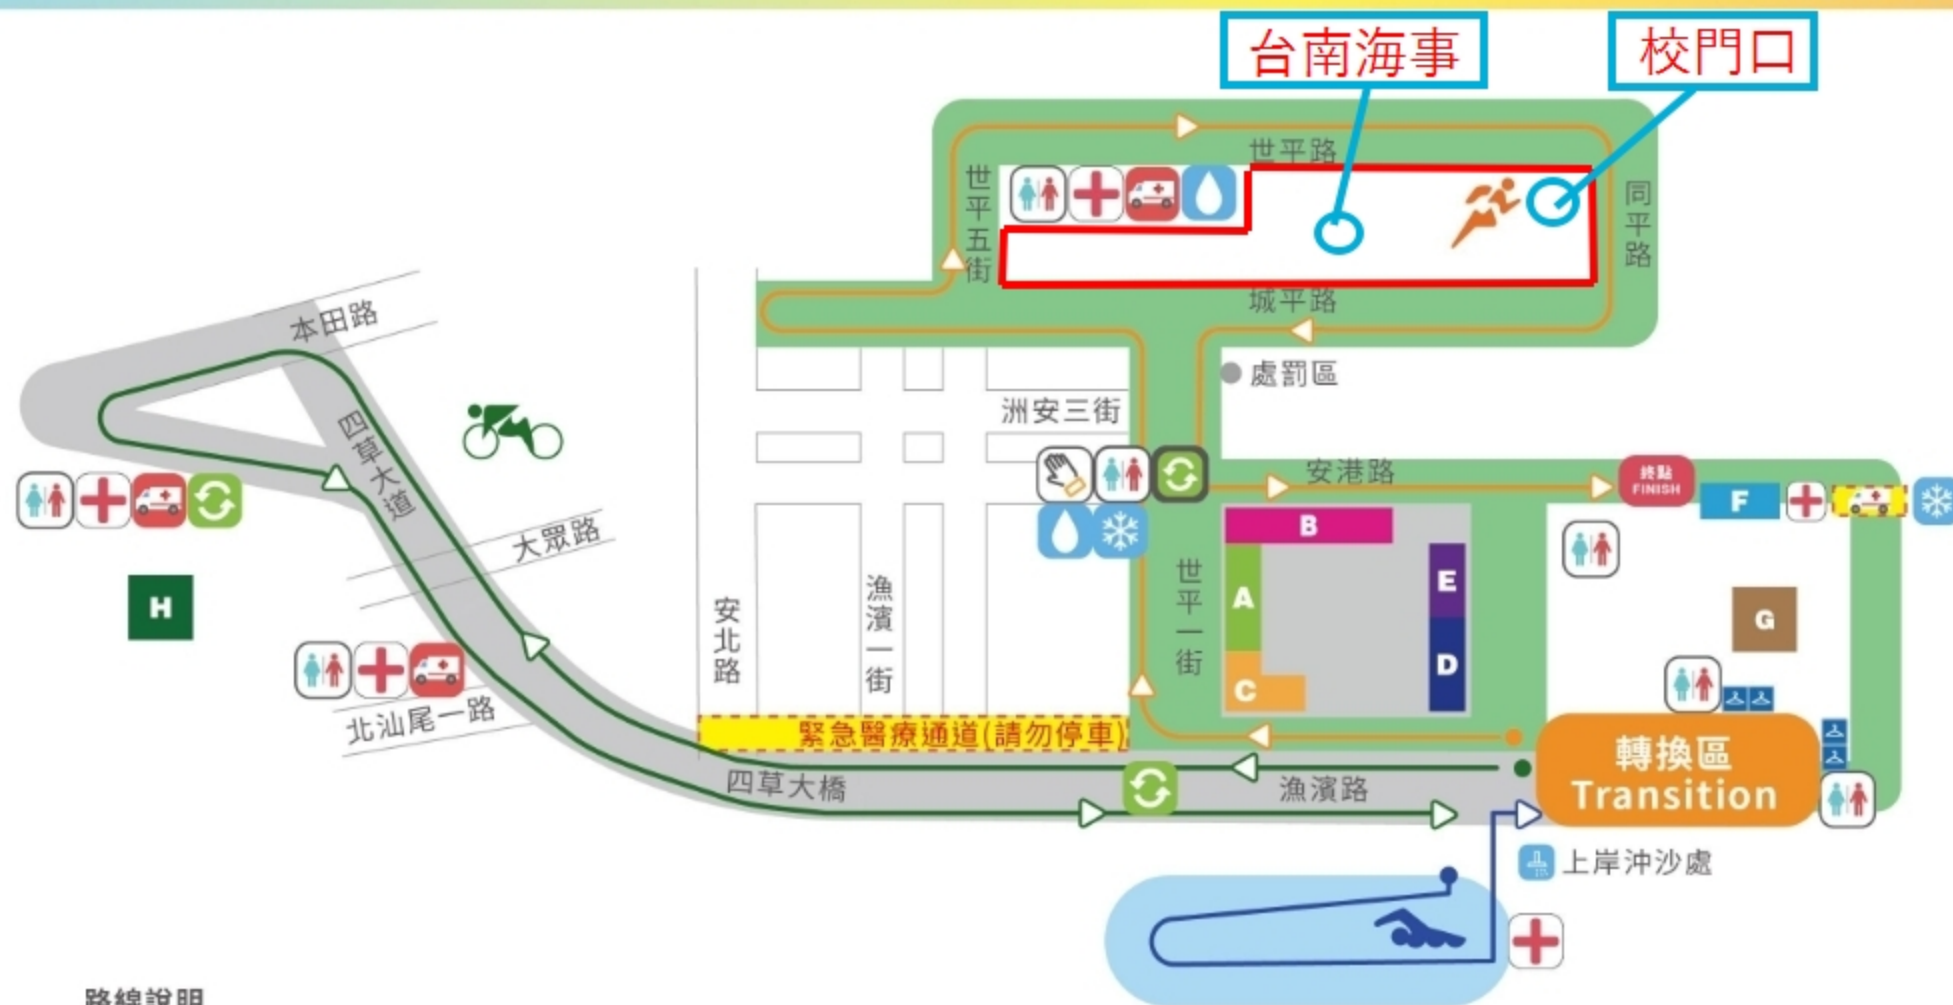 台南海事
校門口
世平路
世平五街
同平路
城平路
處罰區
本田路
四草大道
洲安三街
安港路
終點
FINISH
F
B
A
E
C
D
G
H
大眾路
安北路
漁濱一街
世平一街
北汕尾一路
緊急醫療通道(請勿停車)
四草大橋
漁濱路
轉換區
Transition
上岸沖沙處
路線說明